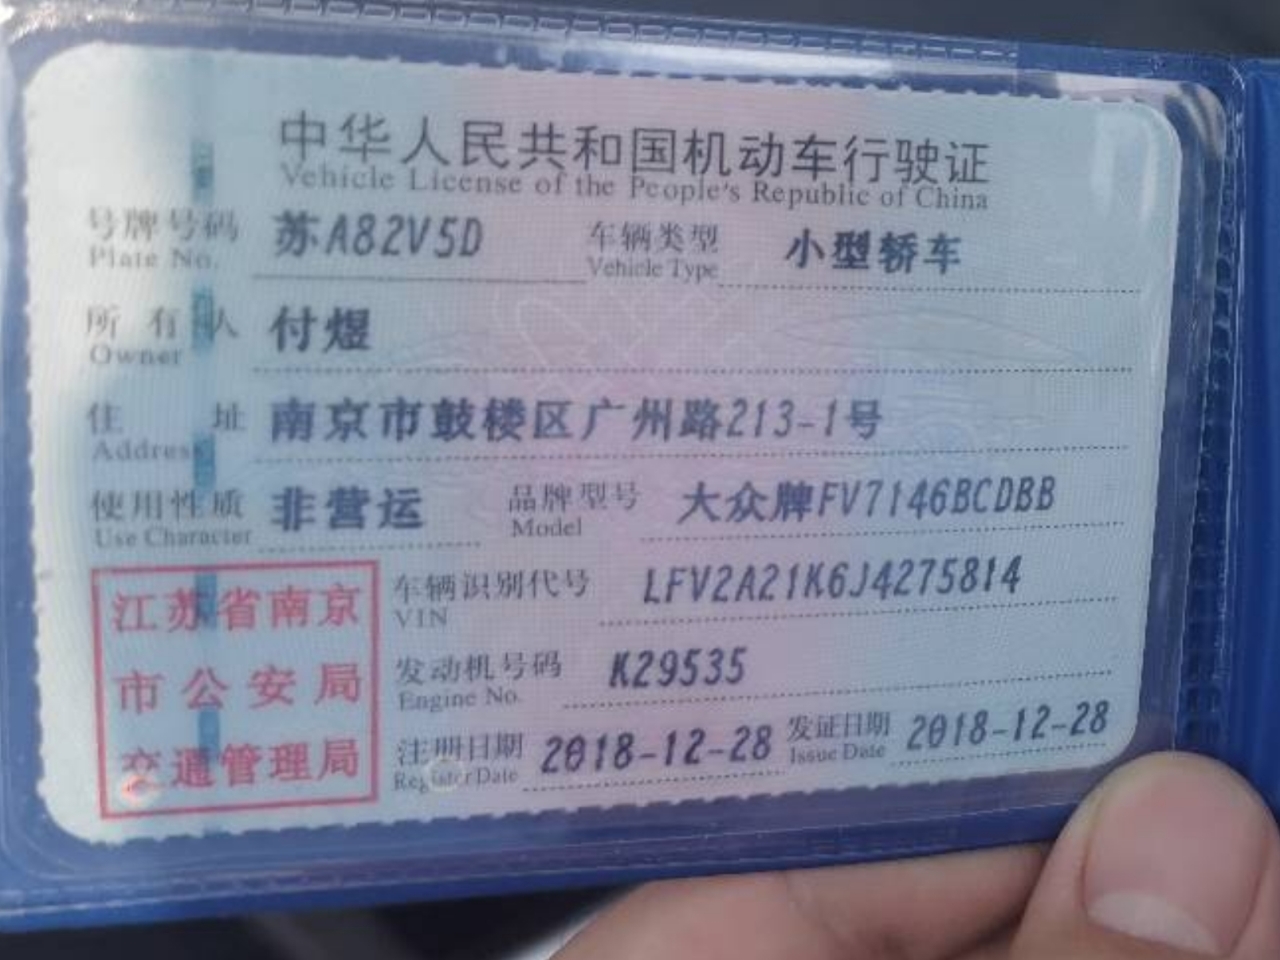 中华人民共和国机动车行驶证
Vehicle License of the People's Republic of China
号牌号码 苏A82V5D 车辆类型 小型轿车
Plate No. Vehicle Type
所有人 付煜
Owner
住址 南京市鼓楼区广州路213-1号
Address
使用性质 非营运 品牌型号 大众牌FV7146BCDBB
Use Character Model
江苏省南京
市公安局
交通管理局
车辆识别代号 LFV2A21K6J4275814
VIN
发动机号码 K29535
Engine No.
注册日期 2018-12-28 发证日期 2018-12-28
Register Date Issue Date